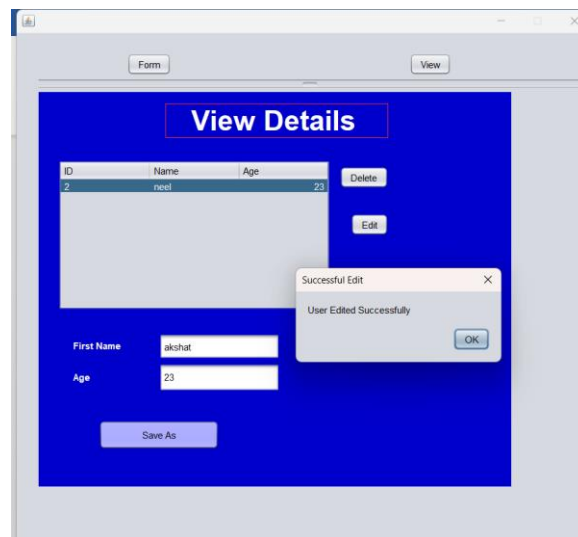 Form View
View Details
ID Name Age
2 neel 23
Delete
Edit
Successful Edit
User Edited Successfully
OK
First Name akshat
Age 23
Save As